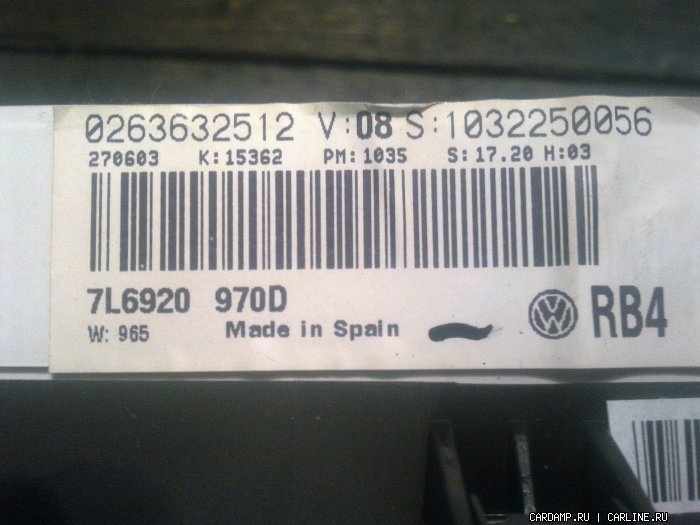 0263632512 V:08 S:1032250056
270603 K:15362 PM:1035 S:17.20 H:03
7L6920 970D
W: 965 Made in Spain
RB4
CARDAMP.RU | CARLINE.RU